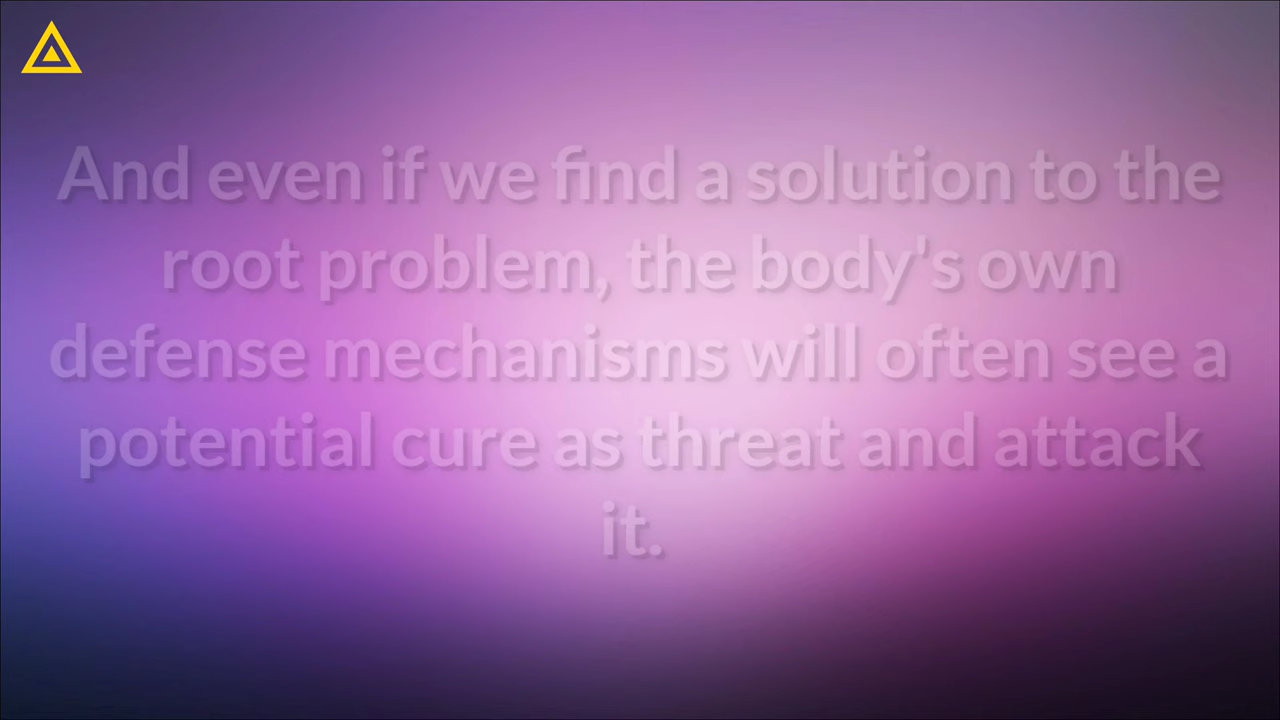 And even if we find a solution to the
root problem, the body's own
defense mechanisms will often see a
potential cure as threat and attack
it.